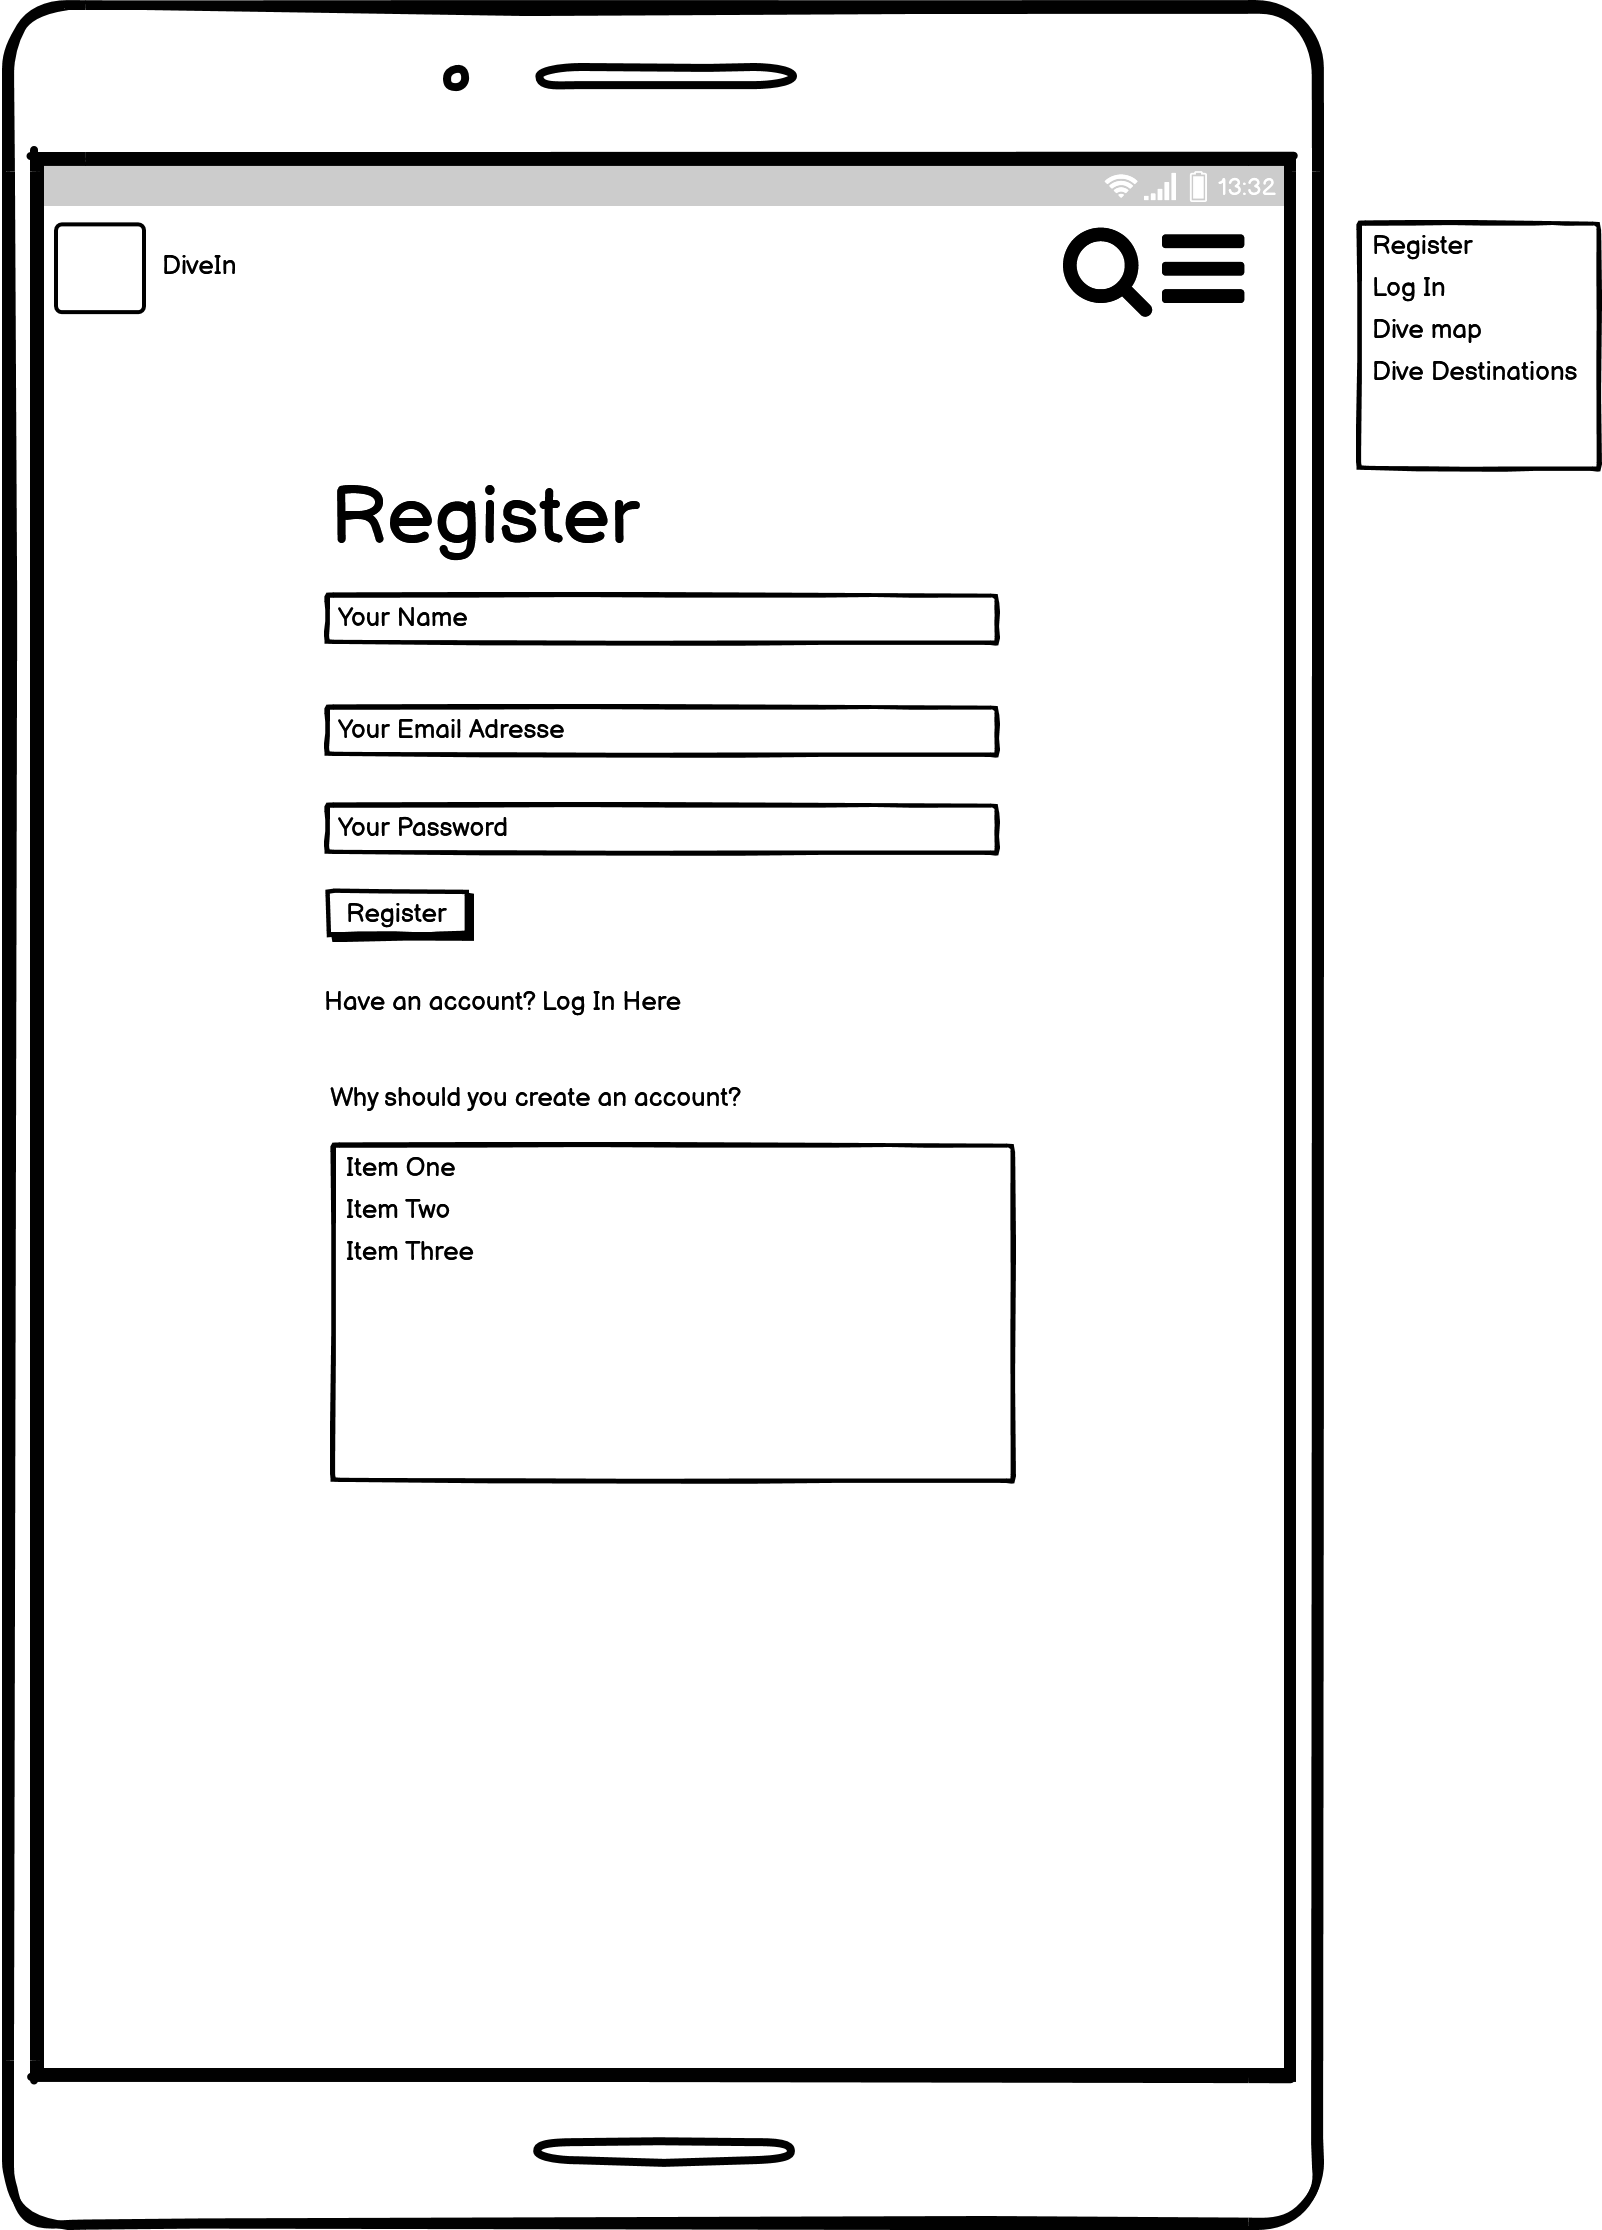 13:32
DiveIn
Register
Log In
Dive map
Dive Destinations
Register
Your Name
Your Email Adresse
Your Password
Register
Have an account? Log In Here
Why should you create an account?
Item One
Item Two
Item Three